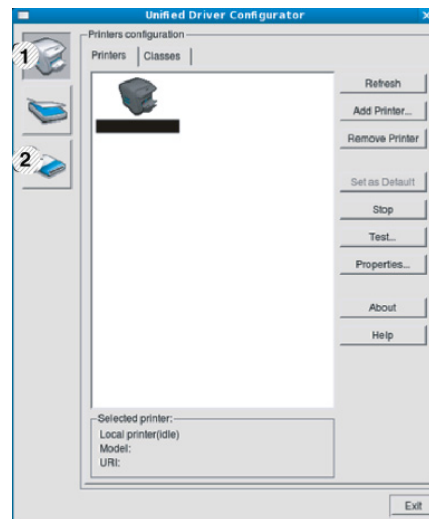 Unified Driver Configurator
Printers configuration
1
Printers
Classes
Refresh
Add Printer...
Remove Printer
2
Set as Default
Stop
Test...
Properties...
About
Help
Selected printer:
Local printer(idle)
Model:
URI:
Exit